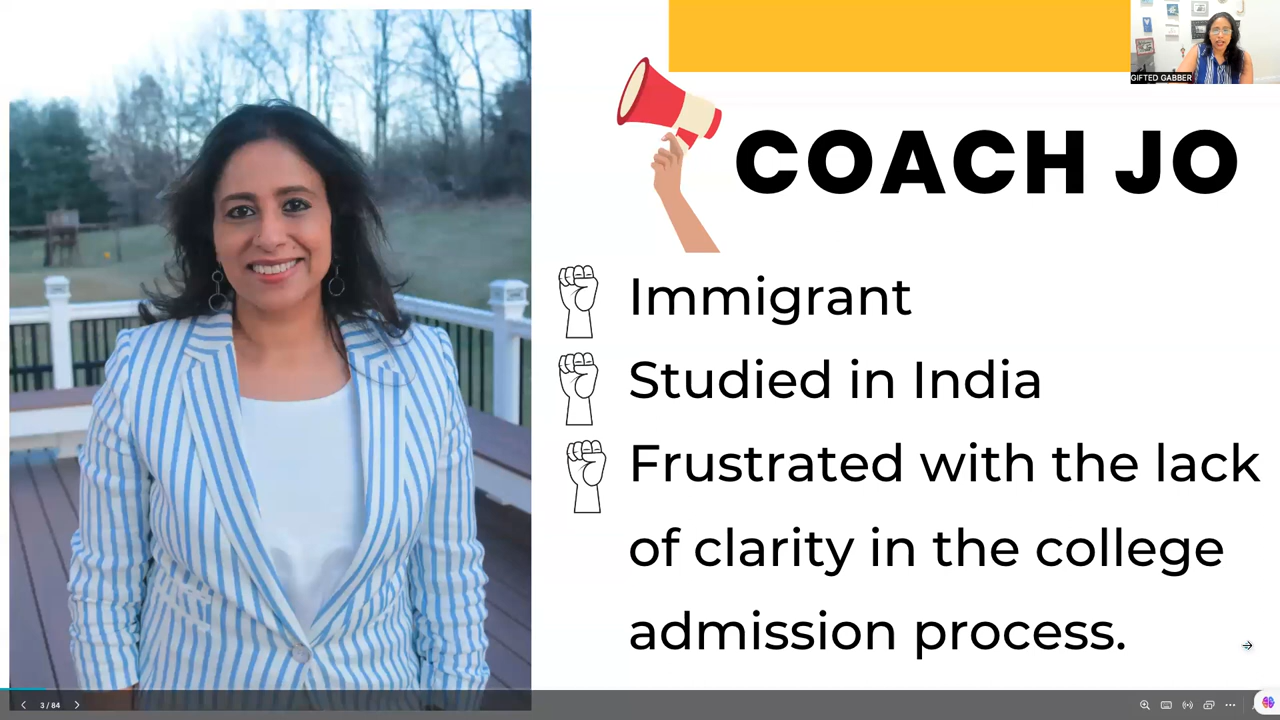 GIFTED GABBER
COACH JO
Immigrant
Studied in India
Frustrated with the lack
of clarity in the college
admission process.
3 / 84